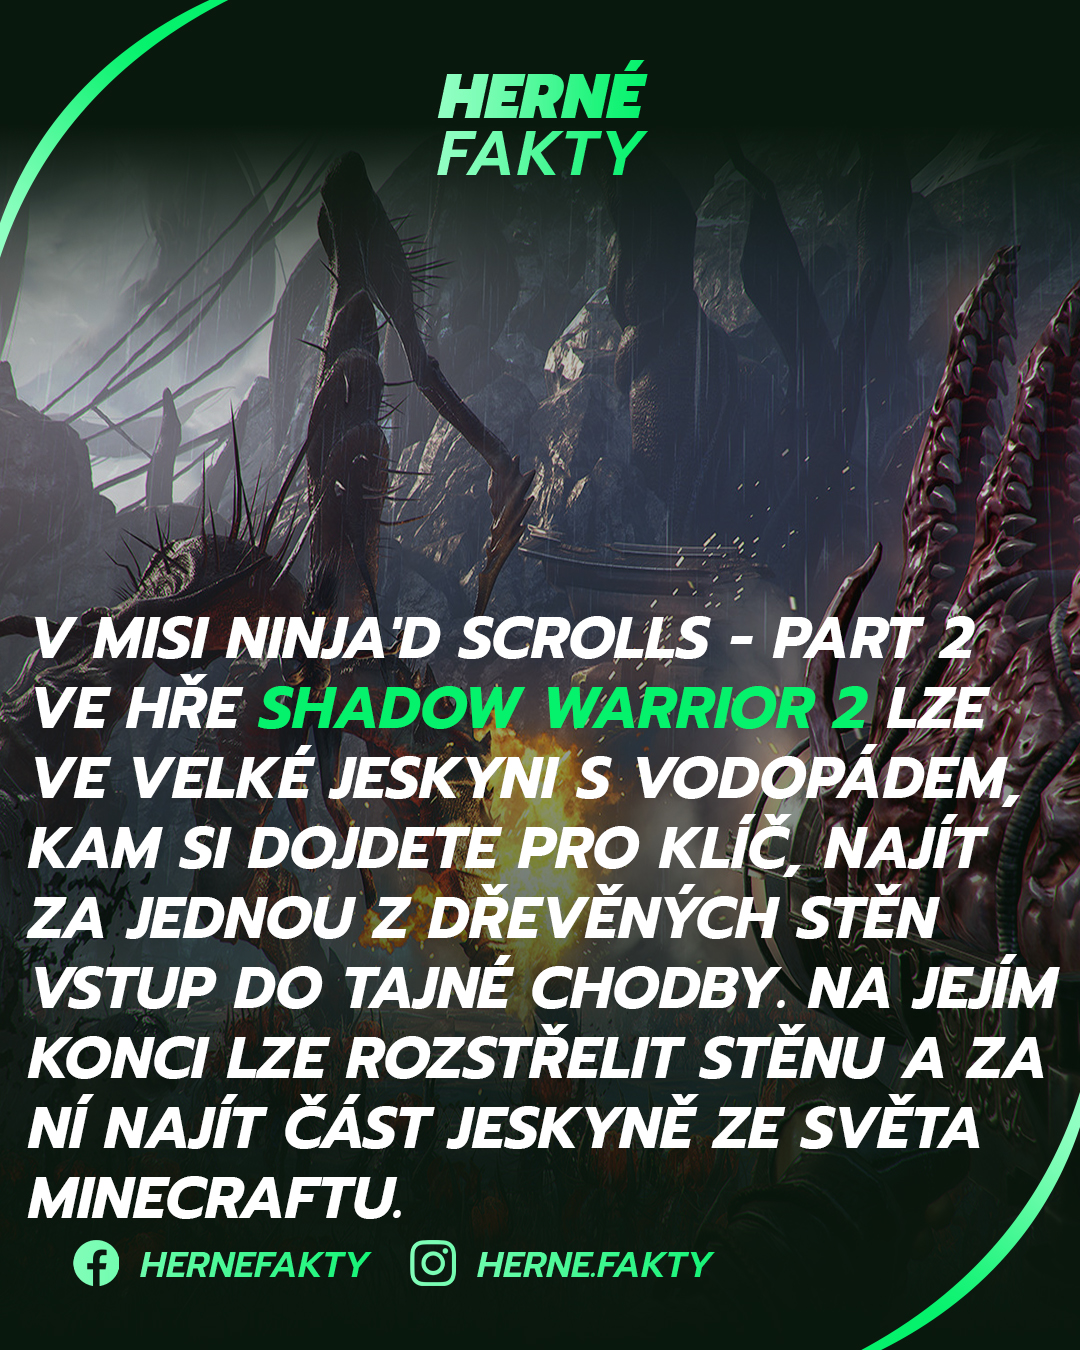 HERNÉ
FAKTY
V MISI NINJA'D SCROLLS - PART 2
VE HŘE SHADOW WARRIOR 2 LZE
VE VELKÉ JESKYNI S VODOPÁDEM,
KAM SI DOJDETE PRO KLÍČ, NAJÍT
ZA JEDNOU Z DŘEVĚNÝCH STĚN
VSTUP DO TAJNÉ CHODBY. NA JEJÍM
KONCI LZE ROZSTŘELIT STĚNU A ZA
NÍ NAJÍT ČÁST JESKYNĚ ZE SVĚTA
MINECRAFTU.
HERNEFAKTY HERNE.FAKTY